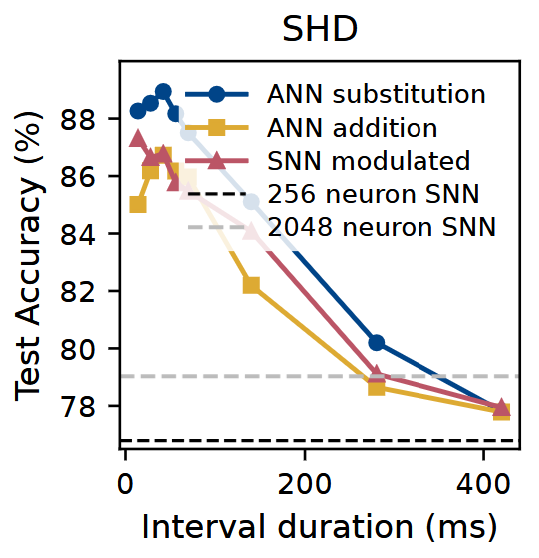 SHD
Test Accuracy (%)
88
86
84
82
80
78
ANN substitution
ANN addition
SNN modulated
256 neuron SNN
2048 neuron SNN
0 200 400
Interval duration (ms)